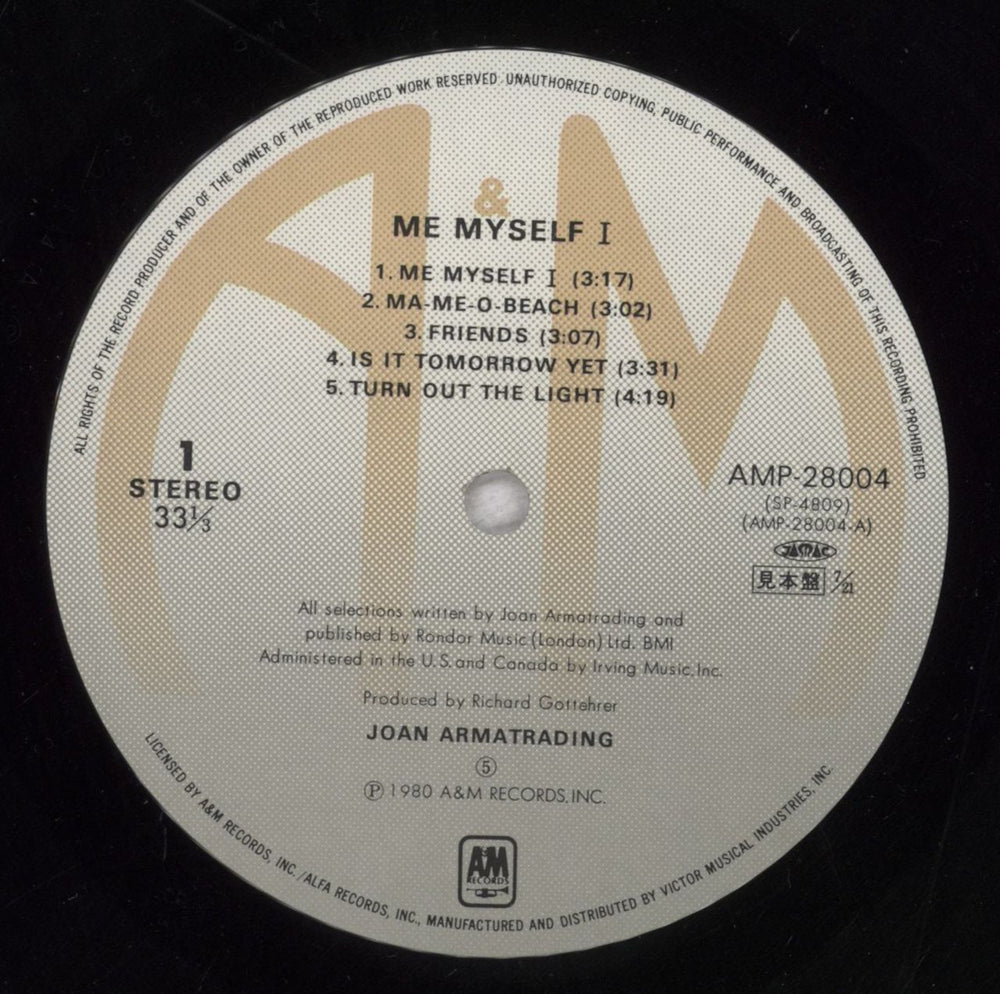 ALL RIGHTS OF THE RECORD PRODUCER AND OF THE OWNER OF THE REPRODUCED WORK RESERVED. UNAUTHORIZED COPYING, PUBLIC PERFORMANCE AND BROADCASTING OF THIS RECORDING PROHIBITED
A & M
ME MYSELF I
1. ME MYSELF I (3:17)
2. MA-ME-O-BEACH (3:02)
3. FRIENDS (3:07)
4. IS IT TOMORROW YET (3:31)
5. TURN OUT THE LIGHT (4:19)
1
STEREO
33⅓
AMP-28004
(SP-4809)
(AMP-28004-A)
JASRAC
見本盤 7/21
All selections written by Joan Armatrading and
published by Rondor Music (London) Ltd. BMI
Administered in the U.S. and Canada by Irving Music, Inc.
Produced by Richard Gottehrer
JOAN ARMATRADING
⑤
Ⓟ 1980 A&M RECORDS, INC.
A&M
RECORDS
LICENSED BY A&M RECORDS, INC./ALFA RECORDS, INC., MANUFACTURED AND DISTRIBUTED BY VICTOR MUSICAL INDUSTRIES, INC.